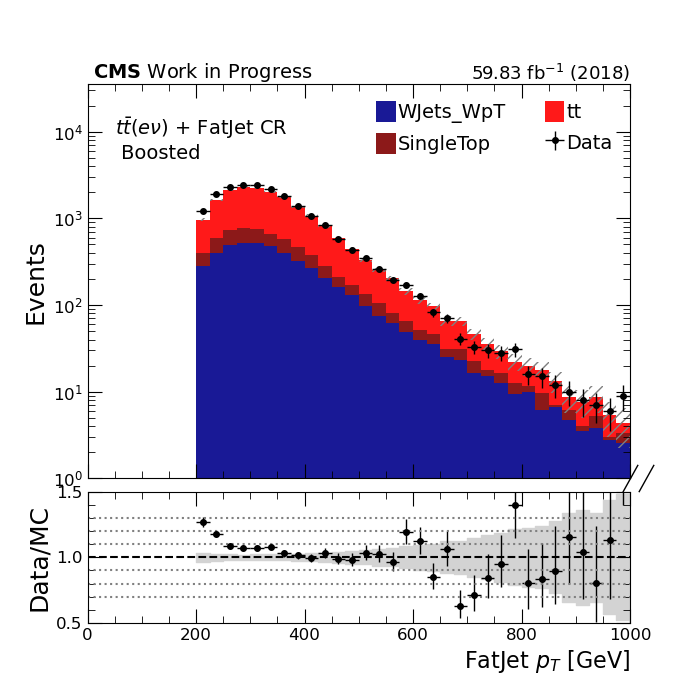 CMS Work in Progress 59.83 fb⁻¹ (2018)
tt̄(eν) + FatJet CR
Boosted
WJets_WpT
tt
SingleTop
Data
Events
10⁴
10³
10²
10¹
10⁰
Data/MC
1.5
1.0
0.5
0 200 400 600 800 1000
FatJet p_T [GeV]